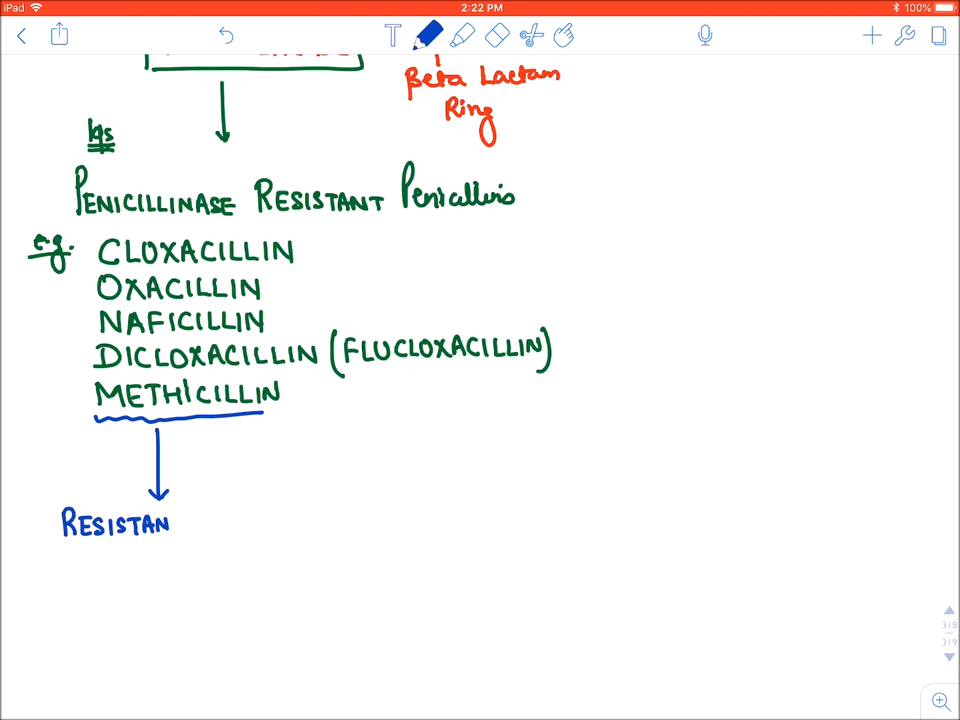 iPad 2:22 PM 100%
T
Beta Lactam
Ring
PENICILLINASE RESISTANT Penicillins
e.g. CLOXACILLIN
OXACILLIN
NAFICILLIN
DICLOXACILLIN (FLUCLOXACILLIN)
METHICILLIN
RESISTAN
318
319